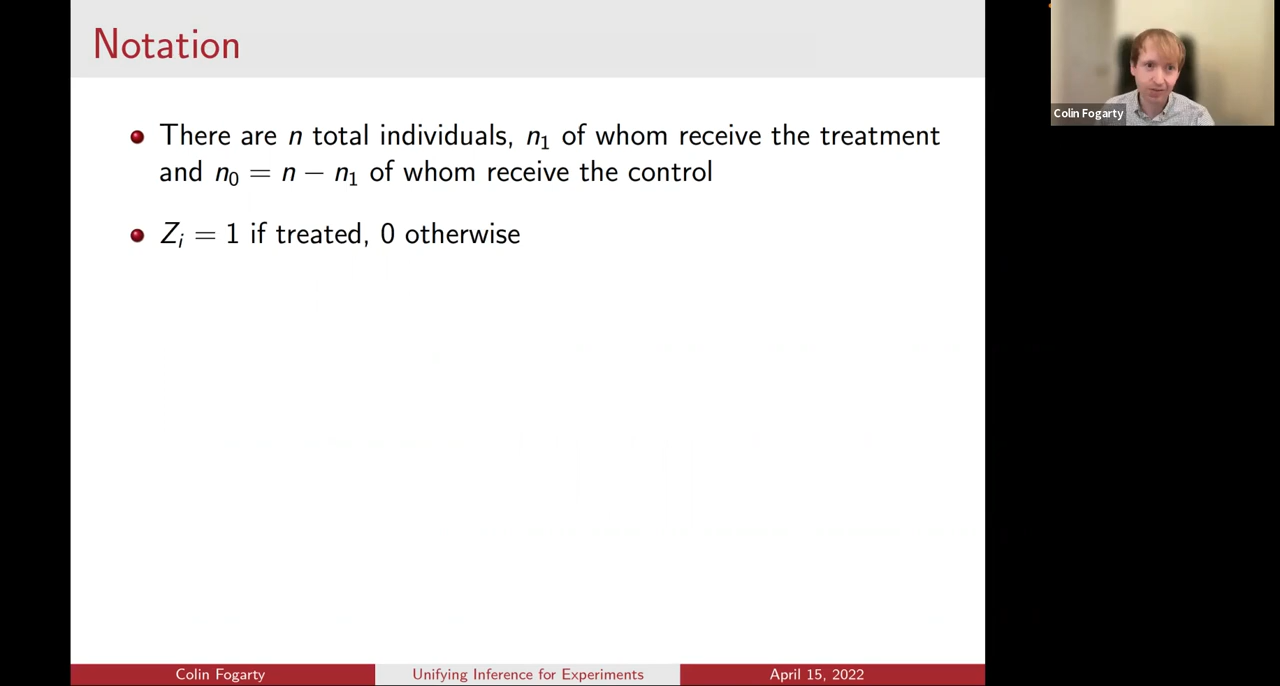 Notation
There are n total individuals, n₁ of whom receive the treatment
and n₀ = n − n₁ of whom receive the control
Zᵢ = 1 if treated, 0 otherwise
Colin Fogarty
Unifying Inference for Experiments
April 15, 2022
Colin Fogarty